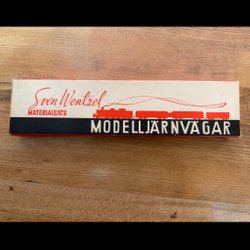 Sven Wentzel
MATERIALSATS
MODELLJÄRNVÄGAR